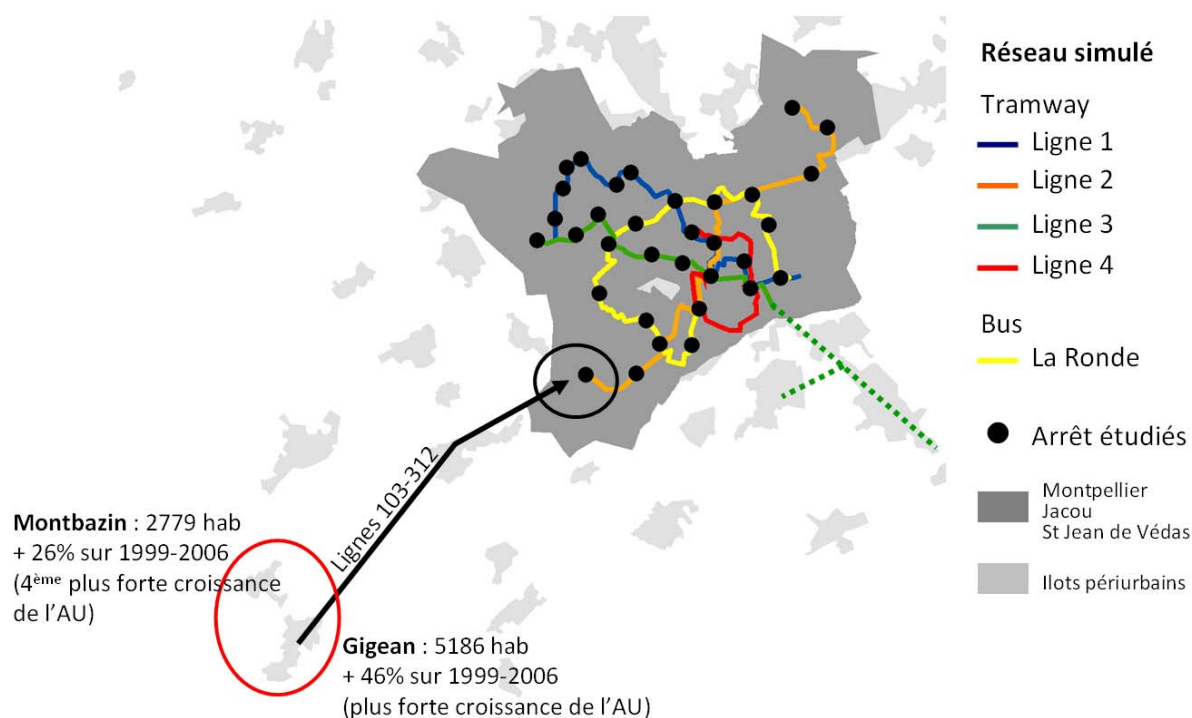 Réseau simulé
Tramway
Ligne 1
Ligne 2
Ligne 3
Ligne 4
Bus
La Ronde
Arrêt étudiés
Montpellier
Jacou
St Jean de Védas
Ilots périurbains
Lignes 103-312
Montbazin : 2779 hab
+ 26% sur 1999-2006
(4ème plus forte croissance
de l’AU)
Gigean : 5186 hab
+ 46% sur 1999-2006
(plus forte croissance de l’AU)